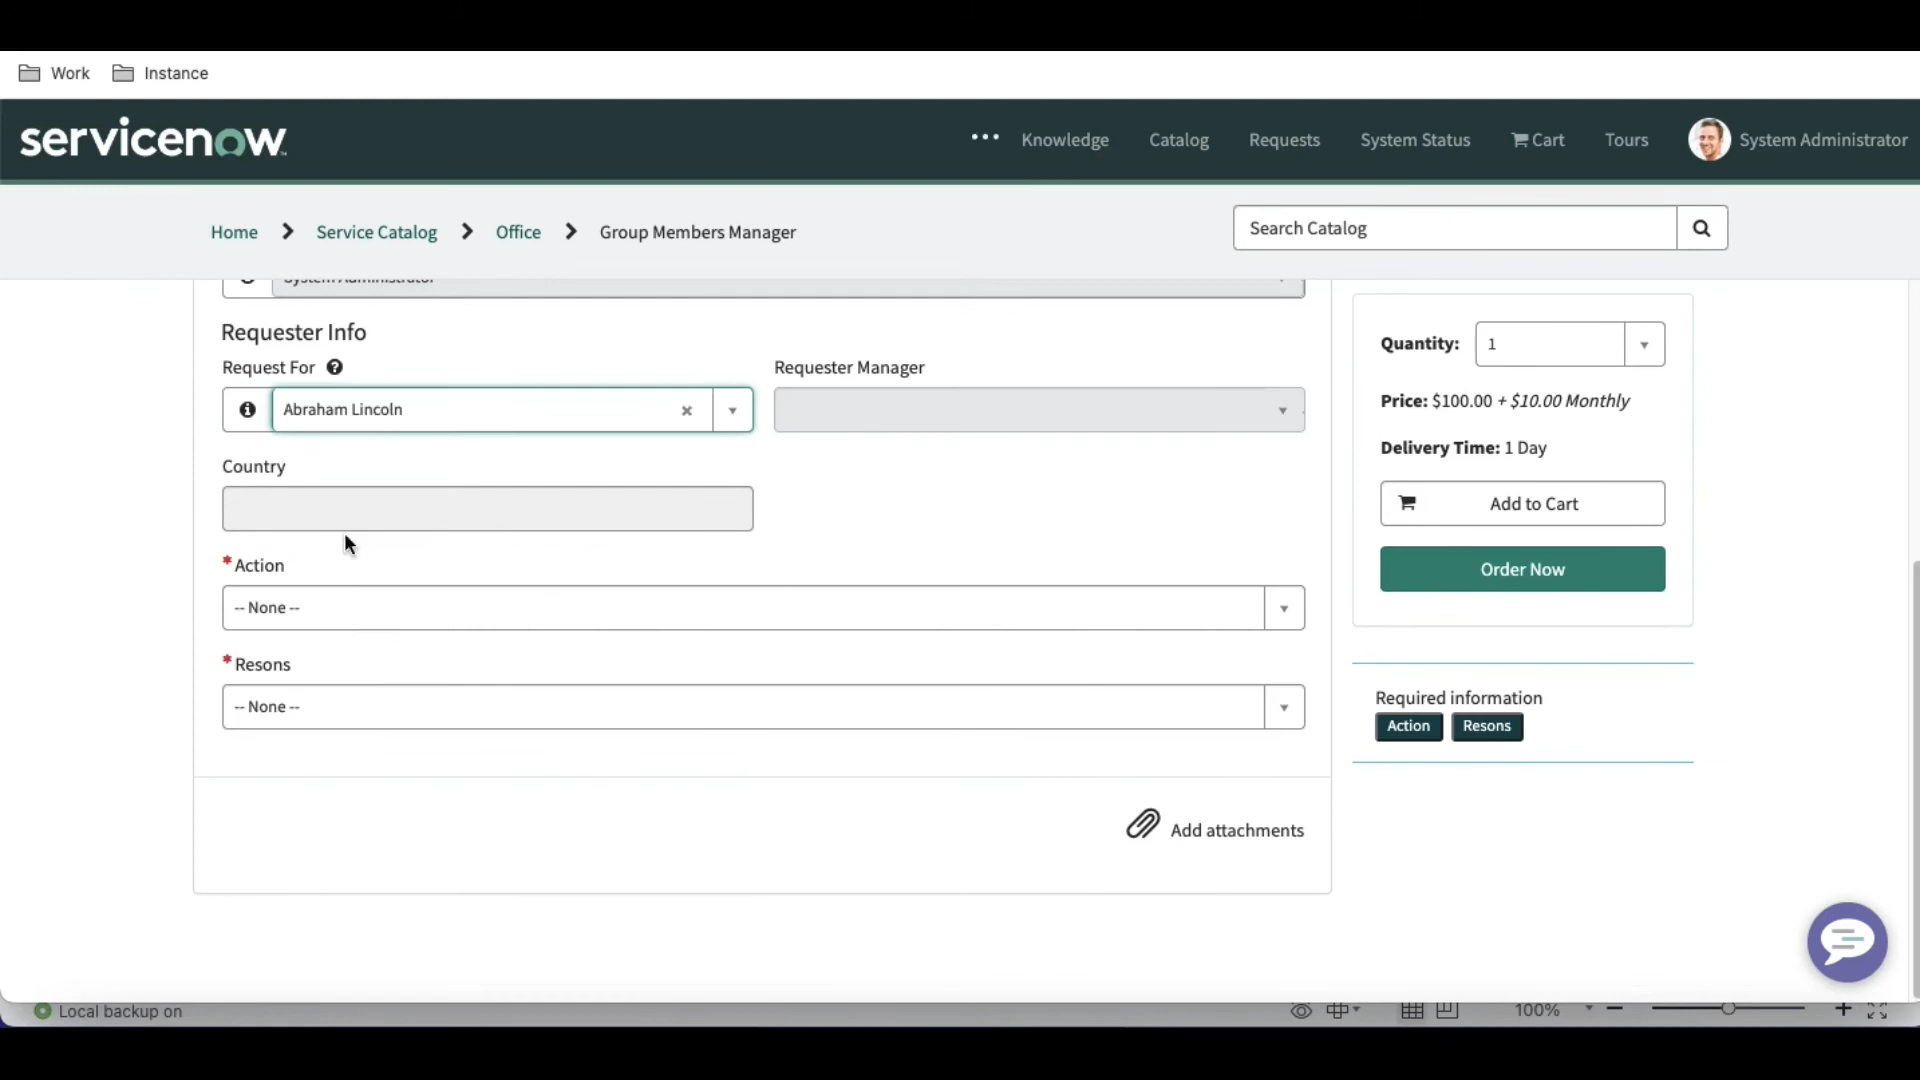 Work Instance
servicenow
Knowledge Catalog Requests System Status Cart Tours System Administrator
Home Service Catalog Office Group Members Manager Search Catalog
System Administrator
Requester Info
Request For Requester Manager
Abraham Lincoln
Country
* Action
-- None --
* Resons
-- None --
Add attachments
Quantity: 1
Price: $100.00 + $10.00 Monthly
Delivery Time: 1 Day
Add to Cart
Order Now
Required information
Action Resons
Local backup on 100%